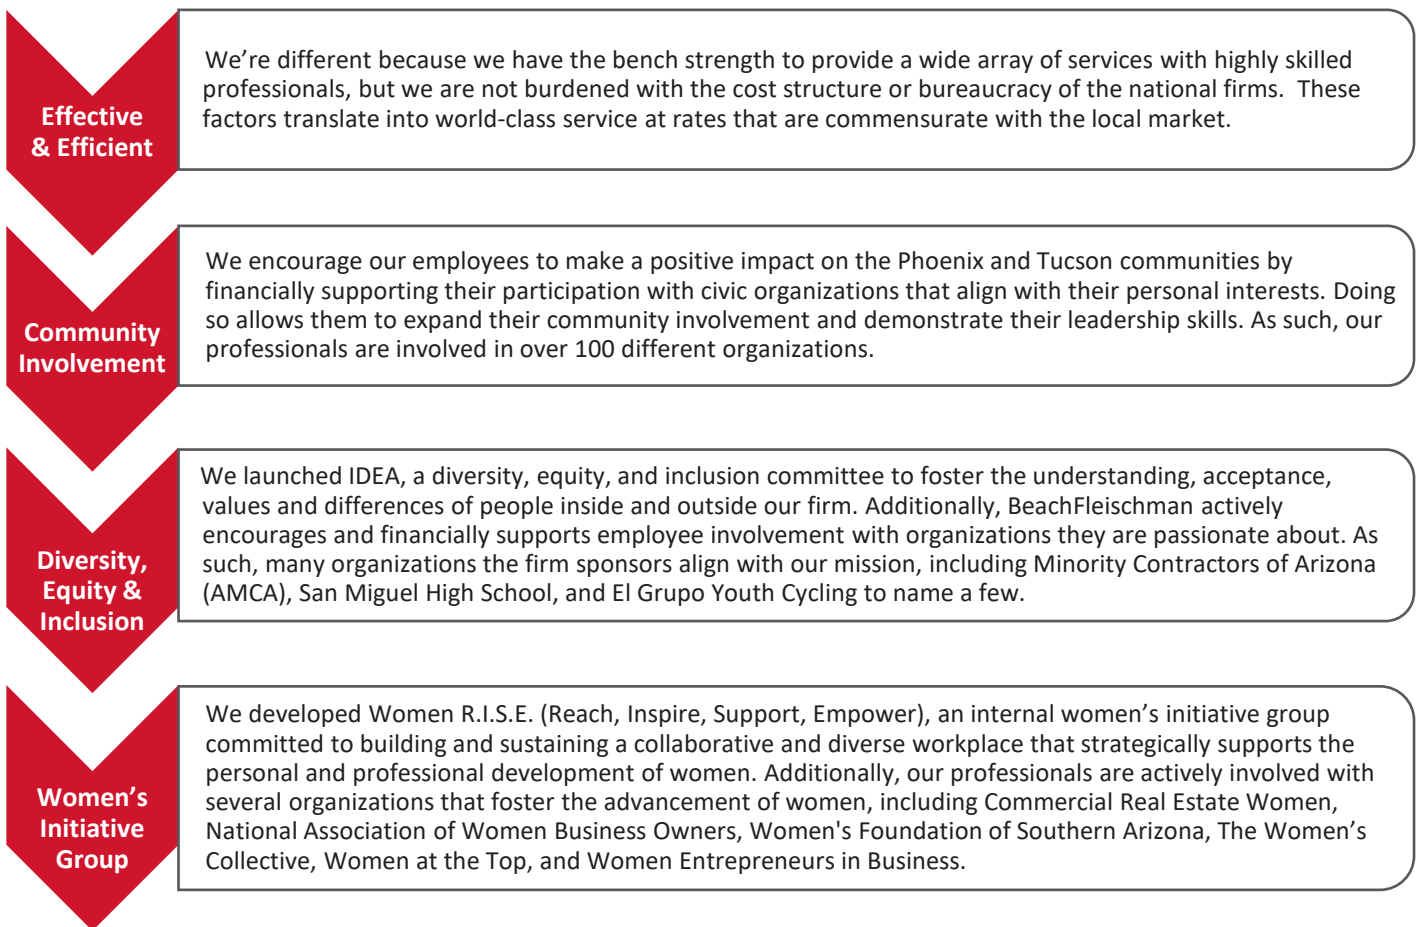 Effective
& Efficient
We’re different because we have the bench strength to provide a wide array of services with highly skilled
professionals, but we are not burdened with the cost structure or bureaucracy of the national firms.  These
factors translate into world-class service at rates that are commensurate with the local market.
Community
Involvement
We encourage our employees to make a positive impact on the Phoenix and Tucson communities by
financially supporting their participation with civic organizations that align with their personal interests. Doing
so allows them to expand their community involvement and demonstrate their leadership skills. As such, our
professionals are involved in over 100 different organizations.
Diversity,
Equity &
Inclusion
We launched IDEA, a diversity, equity, and inclusion committee to foster the understanding, acceptance,
values and differences of people inside and outside our firm. Additionally, BeachFleischman actively
encourages and financially supports employee involvement with organizations they are passionate about. As
such, many organizations the firm sponsors align with our mission, including Minority Contractors of Arizona
(AMCA), San Miguel High School, and El Grupo Youth Cycling to name a few.
Women’s
Initiative
Group
We developed Women R.I.S.E. (Reach, Inspire, Support, Empower), an internal women’s initiative group
committed to building and sustaining a collaborative and diverse workplace that strategically supports the
personal and professional development of women. Additionally, our professionals are actively involved with
several organizations that foster the advancement of women, including Commercial Real Estate Women,
National Association of Women Business Owners, Women's Foundation of Southern Arizona, The Women’s
Collective, Women at the Top, and Women Entrepreneurs in Business.